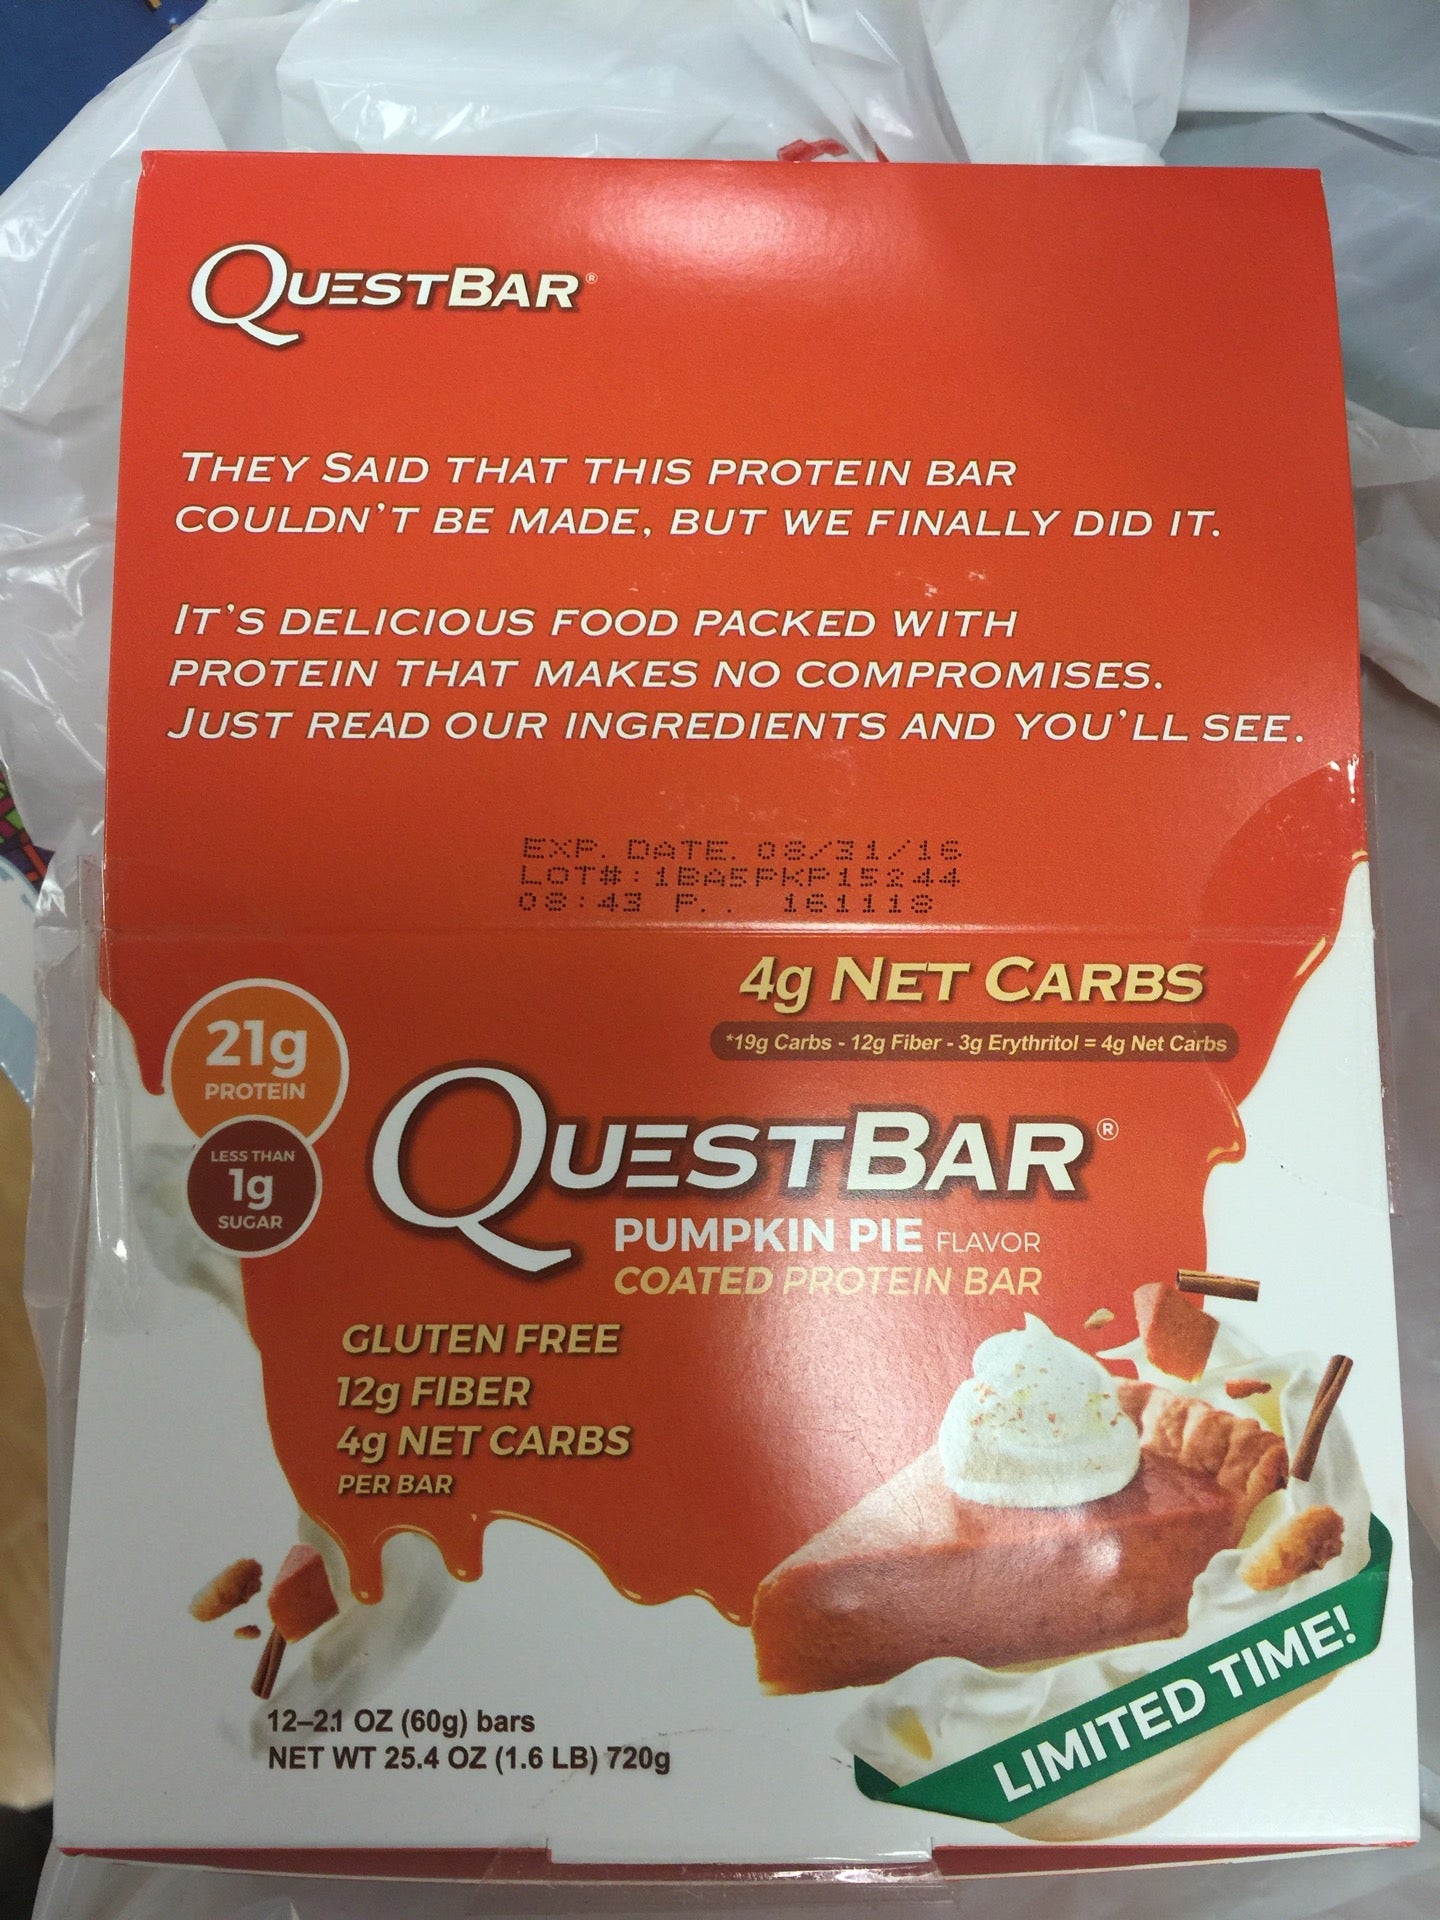 QUESTBAR®
THEY SAID THAT THIS PROTEIN BAR
COULDN'T BE MADE, BUT WE FINALLY DID IT.
IT'S DELICIOUS FOOD PACKED WITH
PROTEIN THAT MAKES NO COMPROMISES.
JUST READ OUR INGREDIENTS AND YOU'LL SEE.
EXP. DATE. 08/31/16
LOT#: 1BA5PKP15244
08:43 P. . 161118
4g NET CARBS
*19g Carbs - 12g Fiber - 3g Erythritol = 4g Net Carbs
21g
PROTEIN
LESS THAN
1g
SUGAR
QUESTBAR®
PUMPKIN PIE FLAVOR
COATED PROTEIN BAR
GLUTEN FREE
12g FIBER
4g NET CARBS
PER BAR
LIMITED TIME!
12–2.1 OZ (60g) bars
NET WT 25.4 OZ (1.6 LB) 720g